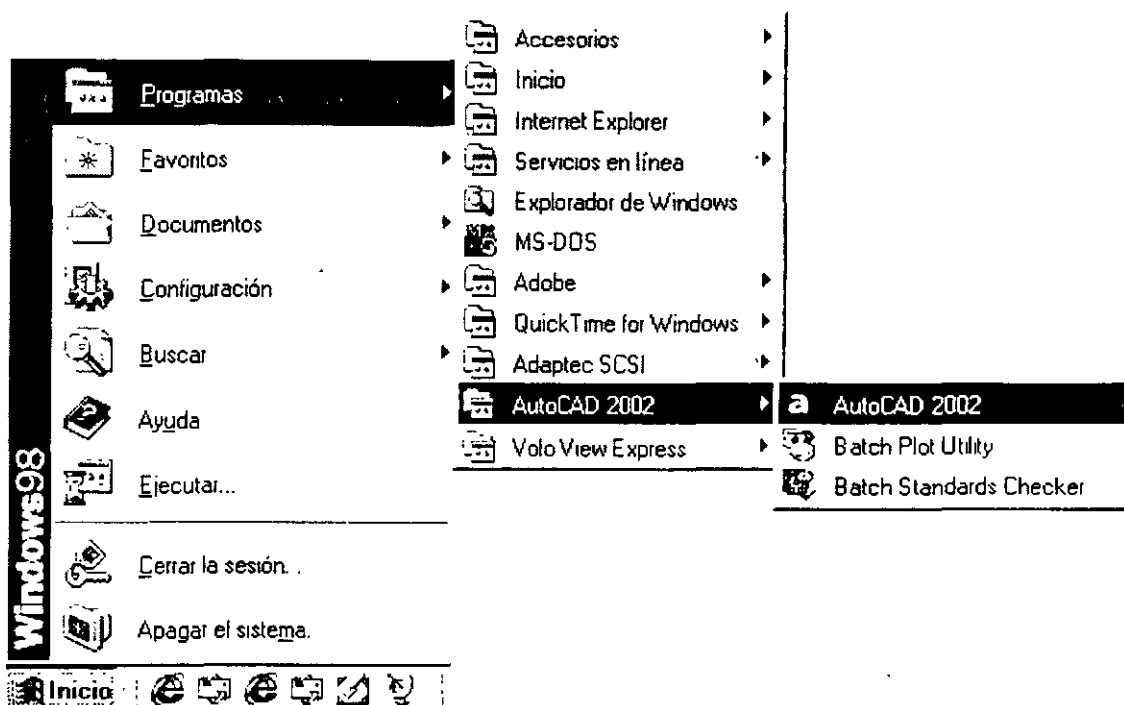 Programas
Favoritos
Documentos
Configuración
Buscar
Ayuda
Ejecutar...
Cerrar la sesión. .
Apagar el sistema.
Windows98
Inicio
Accesorios
Inicio
Internet Explorer
Servicios en línea
Explorador de Windows
MS-DOS
Adobe
QuickTime for Windows
Adaptec SCSI
AutoCAD 2002
Volo View Express
AutoCAD 2002
Batch Plot Utility
Batch Standards Checker